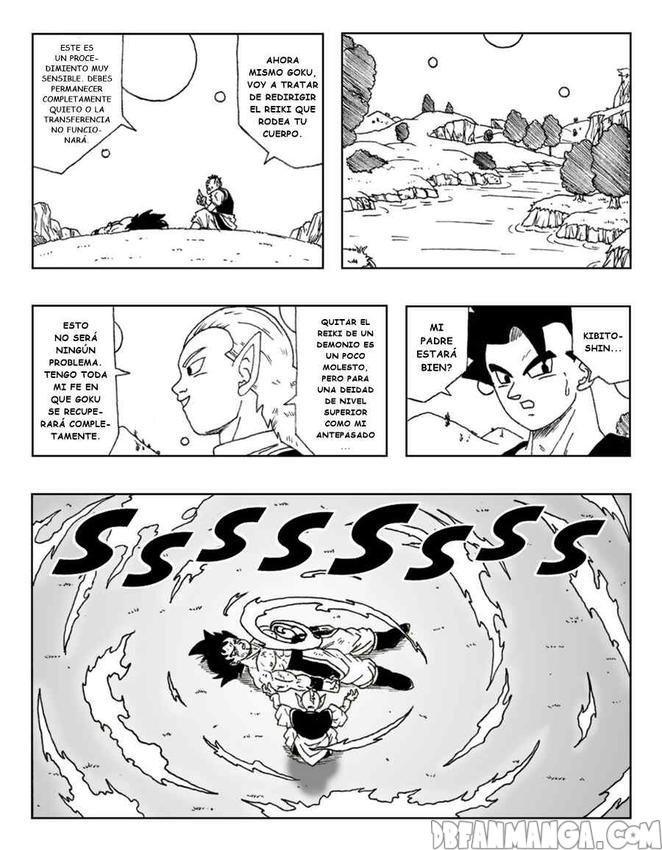 AHORA
MISMO GOKU,
VOY A TRATAR
DE REDIRIGIR
EL REIKI QUE
RODEA TU
CUERPO.
ESTE ES
UN PROCE-
DIMIENTO MUY
SENSIBLE. DEBES
PERMANECER
COMPLETAMENTE
QUIETO O LA
TRANSFERENCIA
NO FUNCIO-
NARÁ.
KIBITO-
SHIN...
MI
PADRE
ESTARÁ
BIEN?
QUITAR EL
REIKI DE UN
DEMONIO ES
UN POCO
MOLESTO,
PERO PARA
UNA DEIDAD
DE NIVEL
SUPERIOR
COMO MI
ANTEPASADO
...
ESTO
NO SERÁ
NINGÚN
PROBLEMA.
TENGO TODA
MI FE EN
QUE GOKU
SE RECUPE-
RARÁ COMPLE-
TAMENTE.
SSSSSSSS
DBFANMANGA.COM